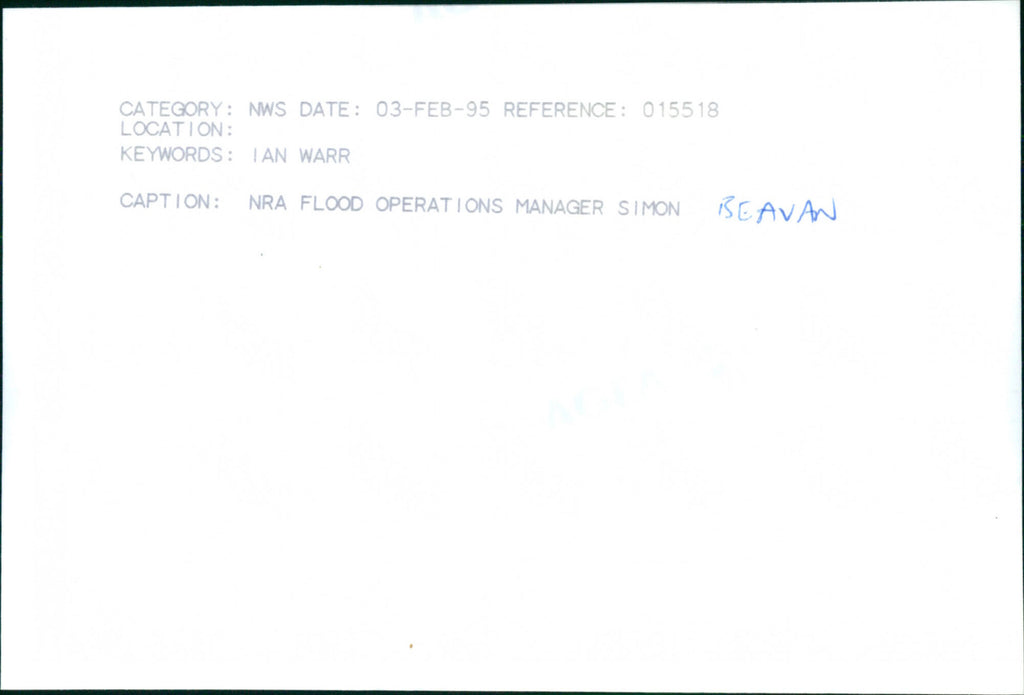 CATEGORY: NWS DATE: 03-FEB-95 REFERENCE: 015518
LOCATION:
KEYWORDS: IAN WARR
CAPTION: NRA FLOOD OPERATIONS MANAGER SIMON BEAVAN